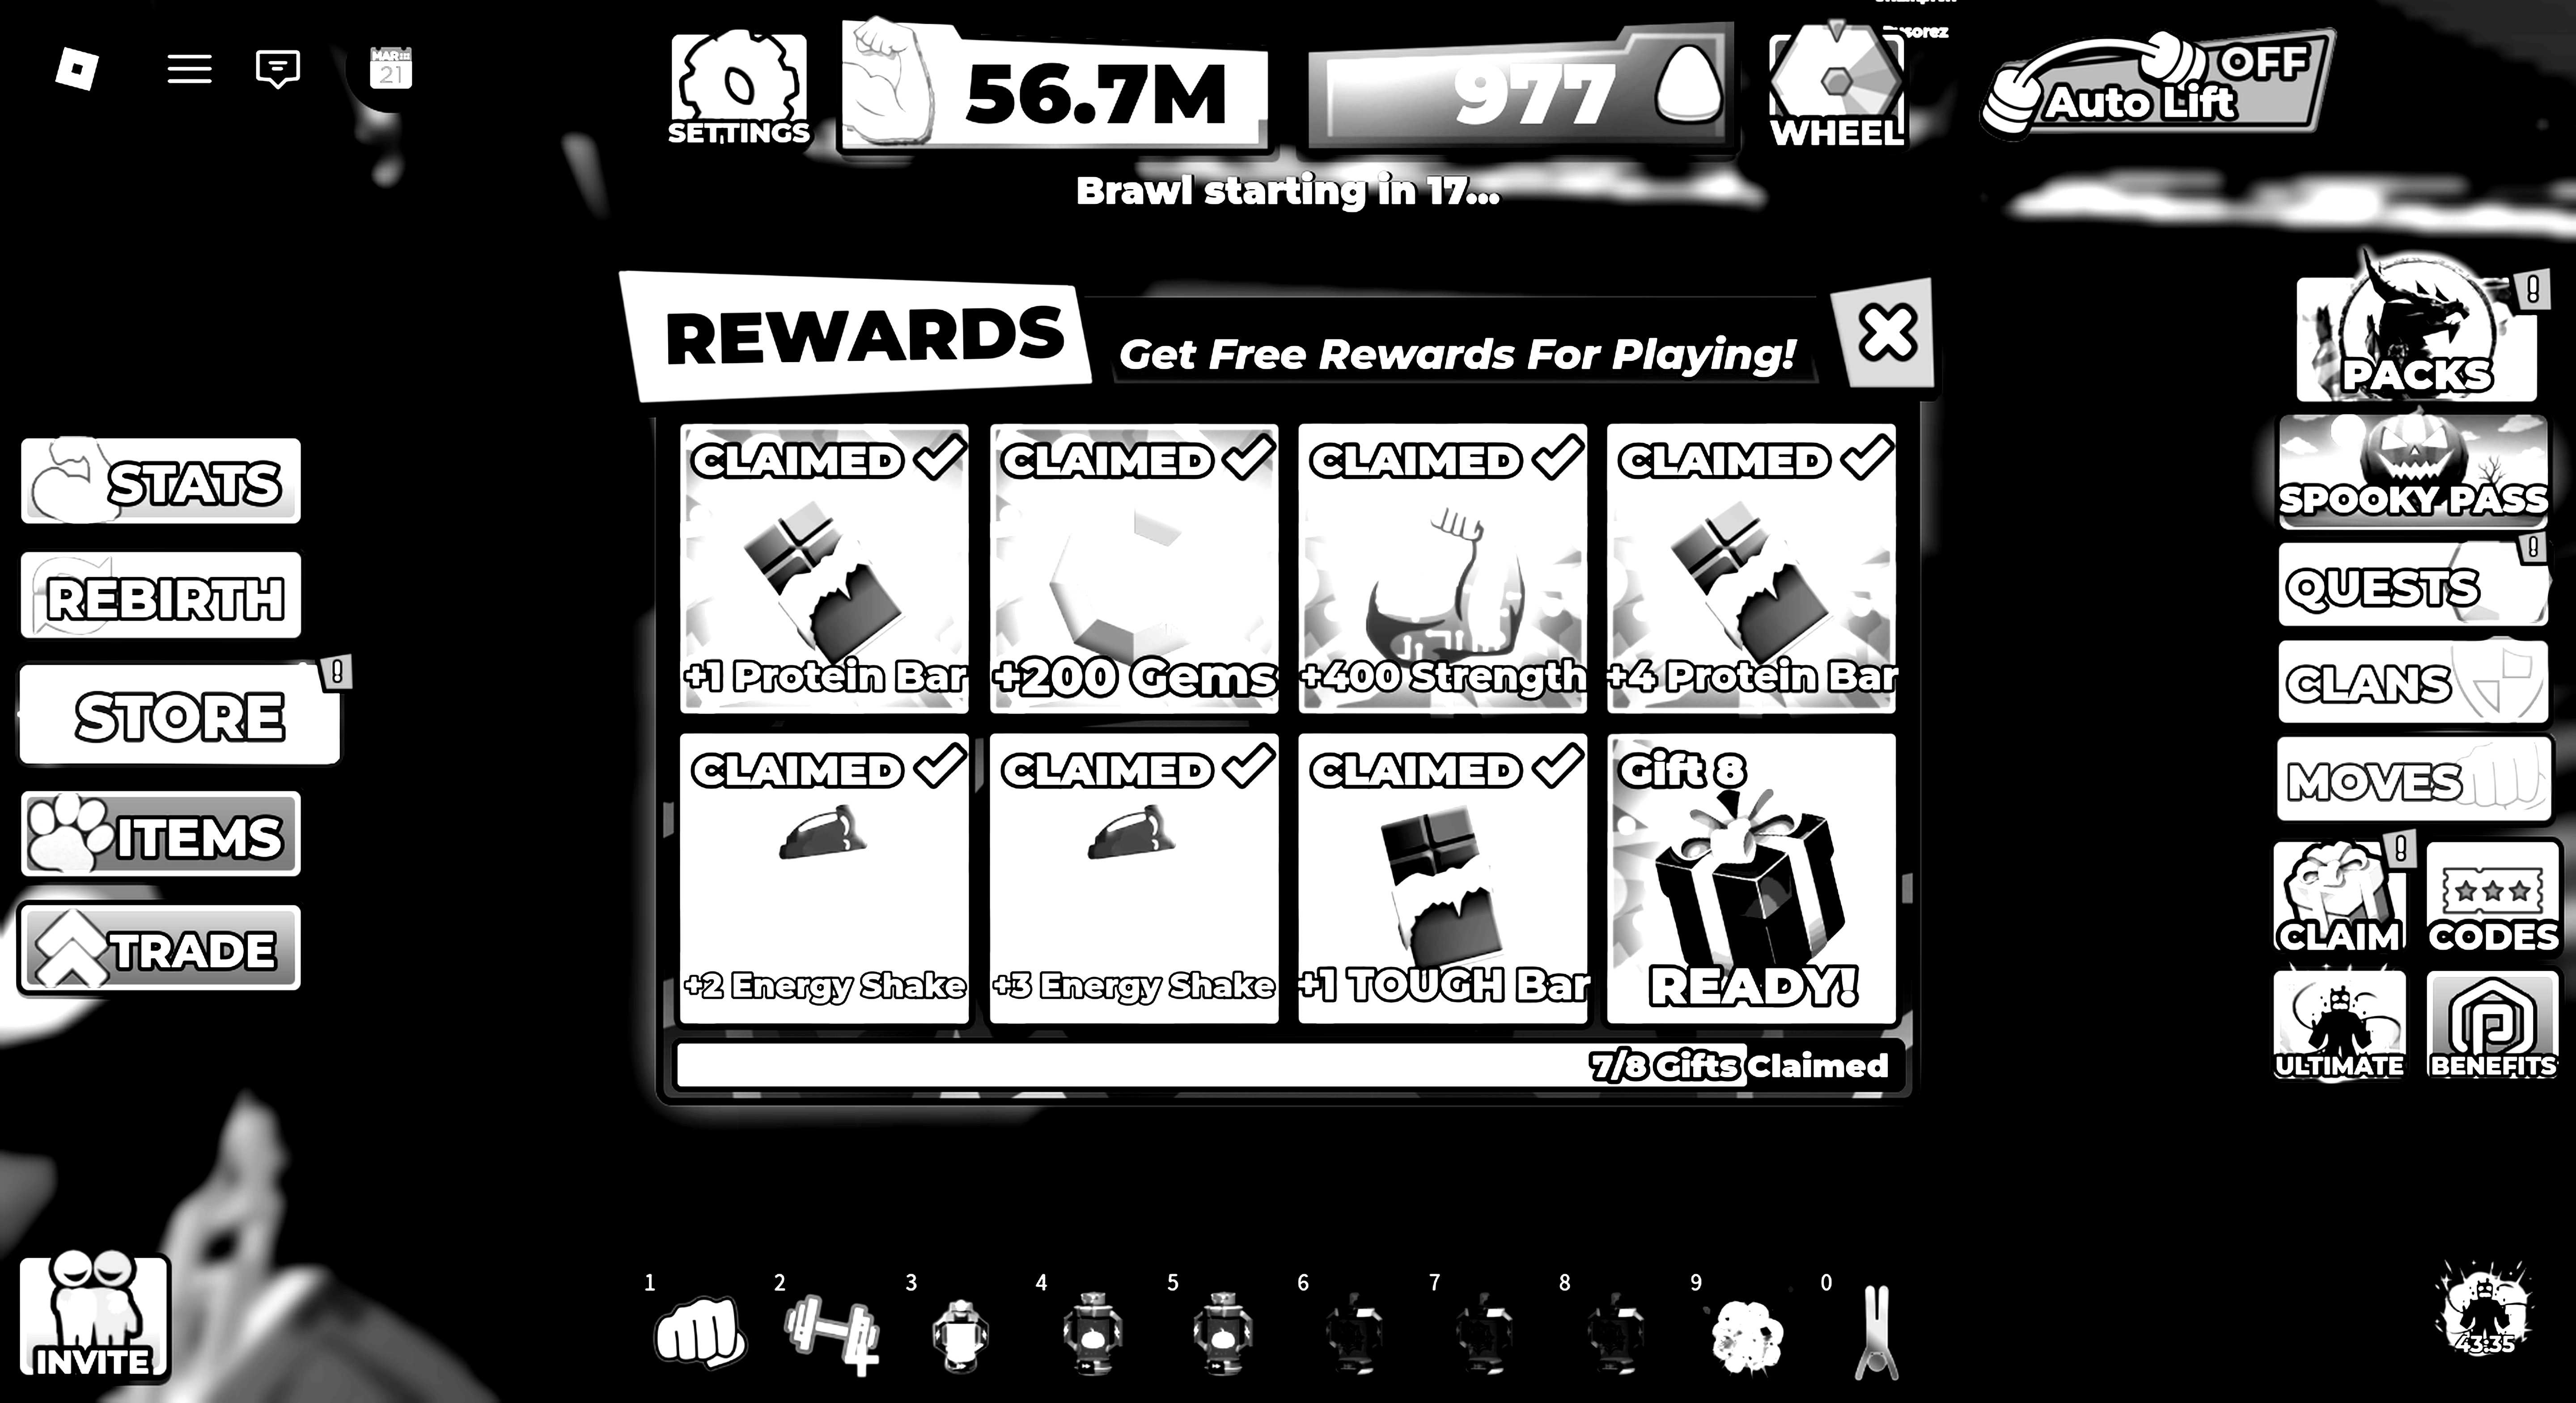 MAR
21
SETTINGS
56.7M
977
WHEEL
OFF
Auto Lift
Brawl starting in 17...
REWARDS
Get Free Rewards For Playing!
STATS
REBIRTH
STORE
!
ITEMS
TRADE
INVITE
CLAIMED
+1 Protein Bar
CLAIMED
+200 Gems
CLAIMED
+400 Strength
CLAIMED
+4 Protein Bar
CLAIMED
+2 Energy Shake
CLAIMED
+3 Energy Shake
CLAIMED
+1 TOUGH Bar
Gift 8
READY!
7/8 Gifts Claimed
!
PACKS
SPOOKY PASS
!
QUESTS
CLANS
MOVES
!
CLAIM
CODES
ULTIMATE
BENEFITS
1 2 3 4 5 6 7 8 9 0
43:35